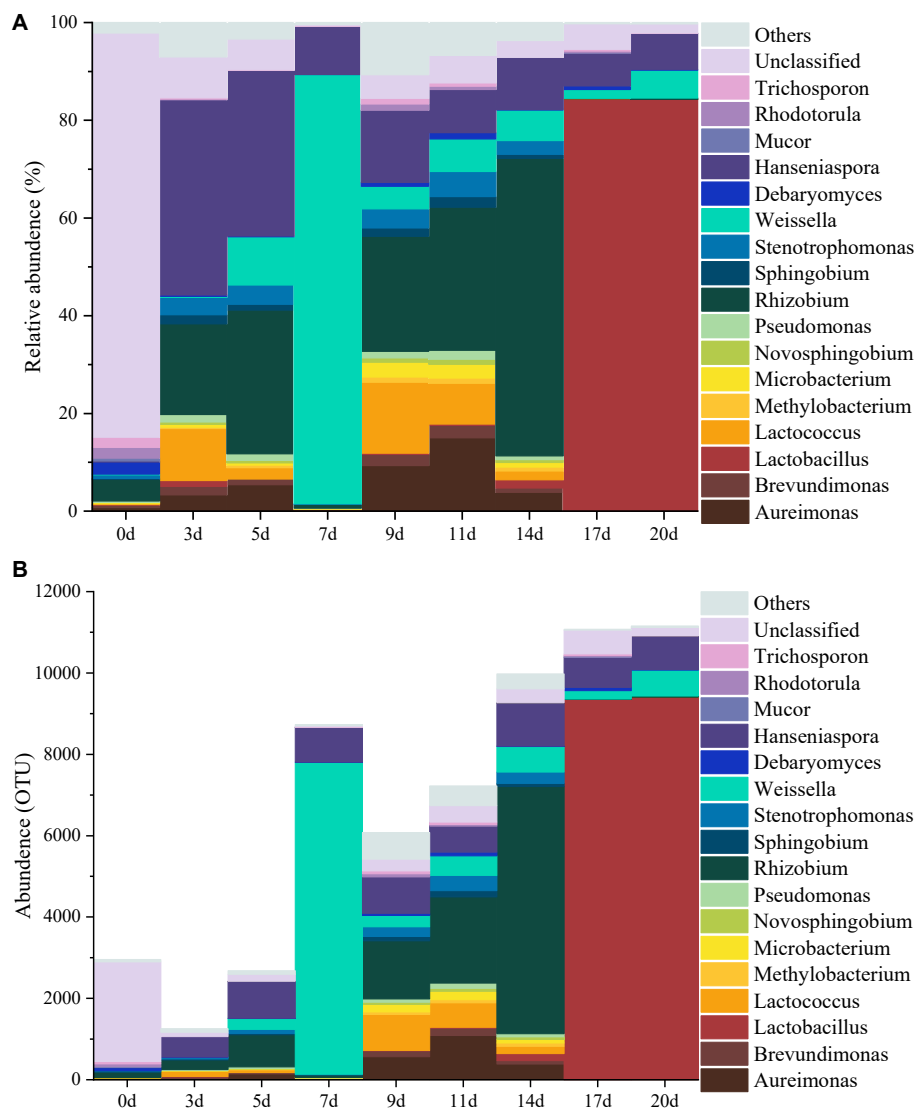 A
100
80
60
40
20
0
Relative abundance (%)
0d 3d 5d 7d 9d 11d 14d 17d 20d
Others
Unclassified
Trichosporon
Rhodotorula
Mucor
Hanseniaspora
Debaryomyces
Weissella
Stenotrophomonas
Sphingobium
Rhizobium
Pseudomonas
Novosphingobium
Microbacterium
Methylobacterium
Lactococcus
Lactobacillus
Brevundimonas
Aureimonas
B
12000
10000
8000
6000
4000
2000
0
Abundence (OTU)
0d 3d 5d 7d 9d 11d 14d 17d 20d
Others
Unclassified
Trichosporon
Rhodotorula
Mucor
Hanseniaspora
Debaryomyces
Weissella
Stenotrophomonas
Sphingobium
Rhizobium
Pseudomonas
Novosphingobium
Microbacterium
Methylobacterium
Lactococcus
Lactobacillus
Brevundimonas
Aureimonas